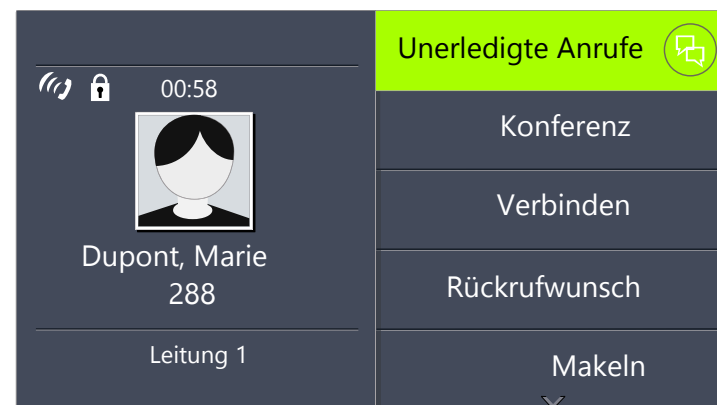 00:58
Dupont, Marie
288
Leitung 1
Unerledigte Anrufe
Konferenz
Verbinden
Rückrufwunsch
Makeln